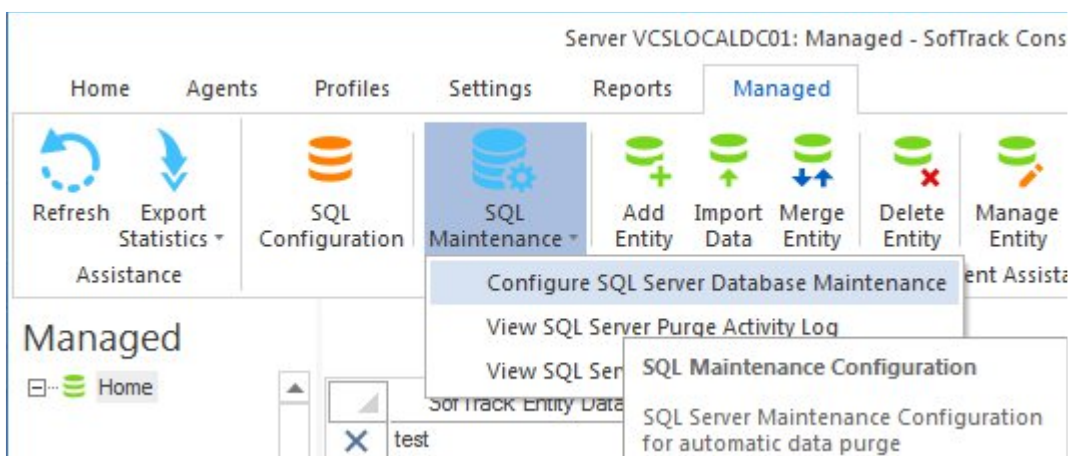 Server VCSLOCALDC01: Managed - SofTrack Cons
Home Agents Profiles Settings Reports Managed
Refresh Export SQL SQL Add Import Merge Delete Manage
Statistics Configuration Maintenance Entity Data Entity Entity Entity
Assistance ent Assista
Configure SQL Server Database Maintenance
View SQL Server Purge Activity Log
View SQL Ser
Managed
Home
SofTrack Entity Data
test
SQL Maintenance Configuration
SQL Server Maintenance Configuration
for automatic data purge